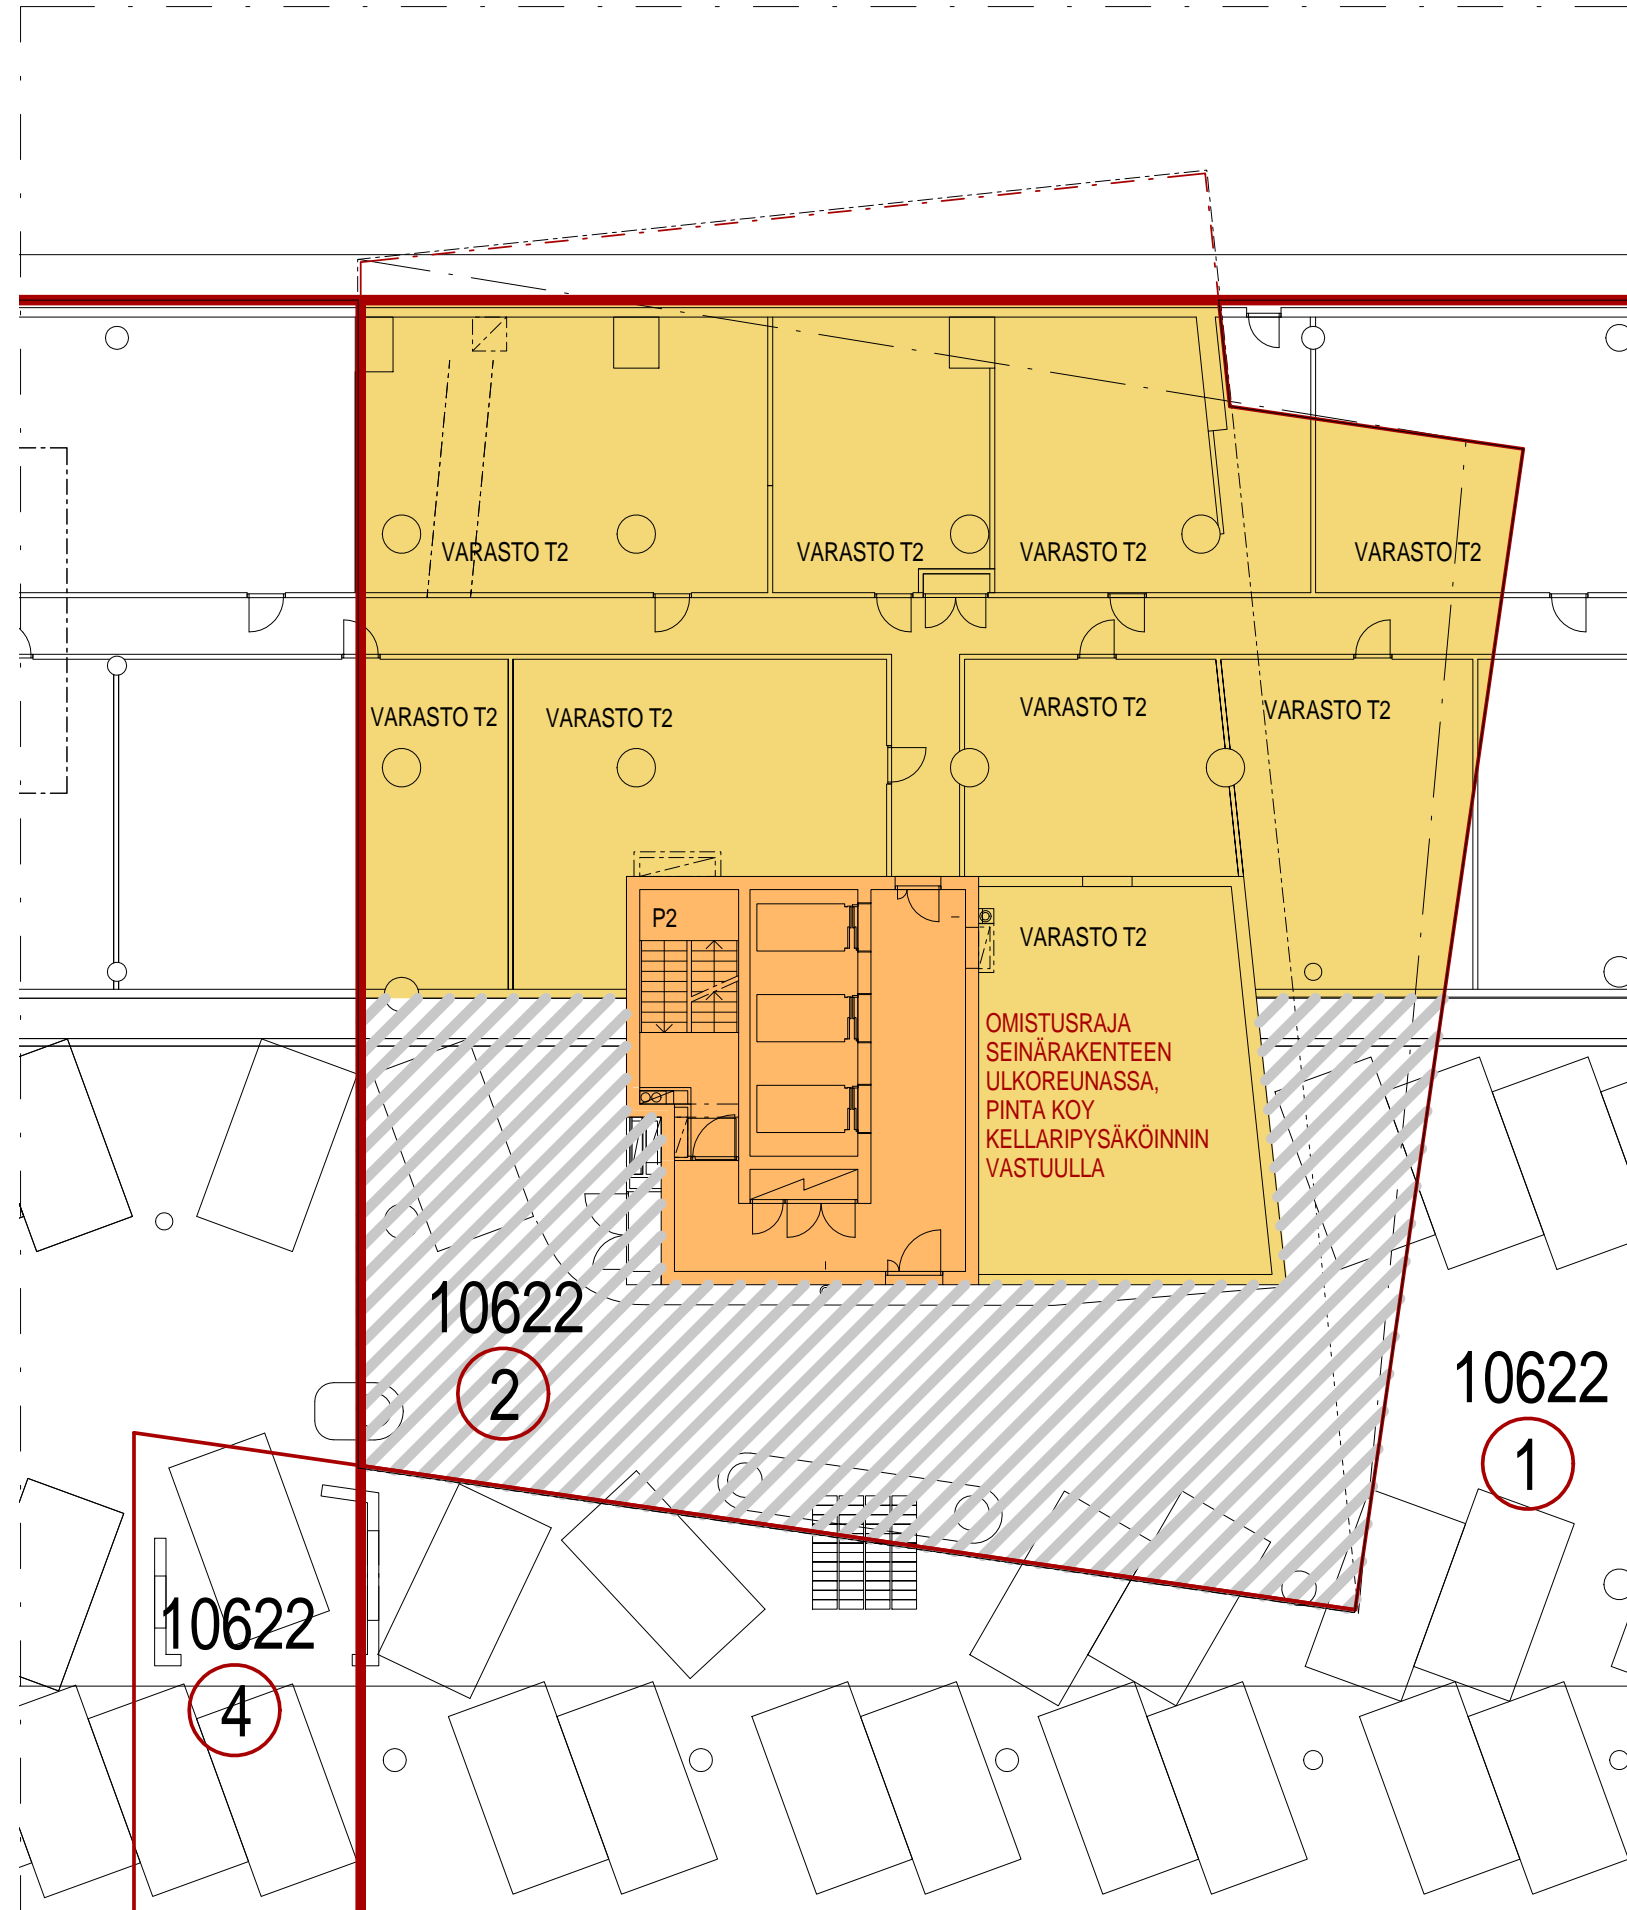 VARASTO T2
VARASTO T2
VARASTO T2
VARASTO T2
VARASTO T2
VARASTO T2
VARASTO T2
VARASTO T2
P2
VARASTO T2
OMISTUSRAJA
SEINÄRAKENTEEN
ULKOREUNASSA,
PINTA KOY
KELLARIPYSÄKÖINNIN
VASTUULLA
10622
2
10622
1
10622
4